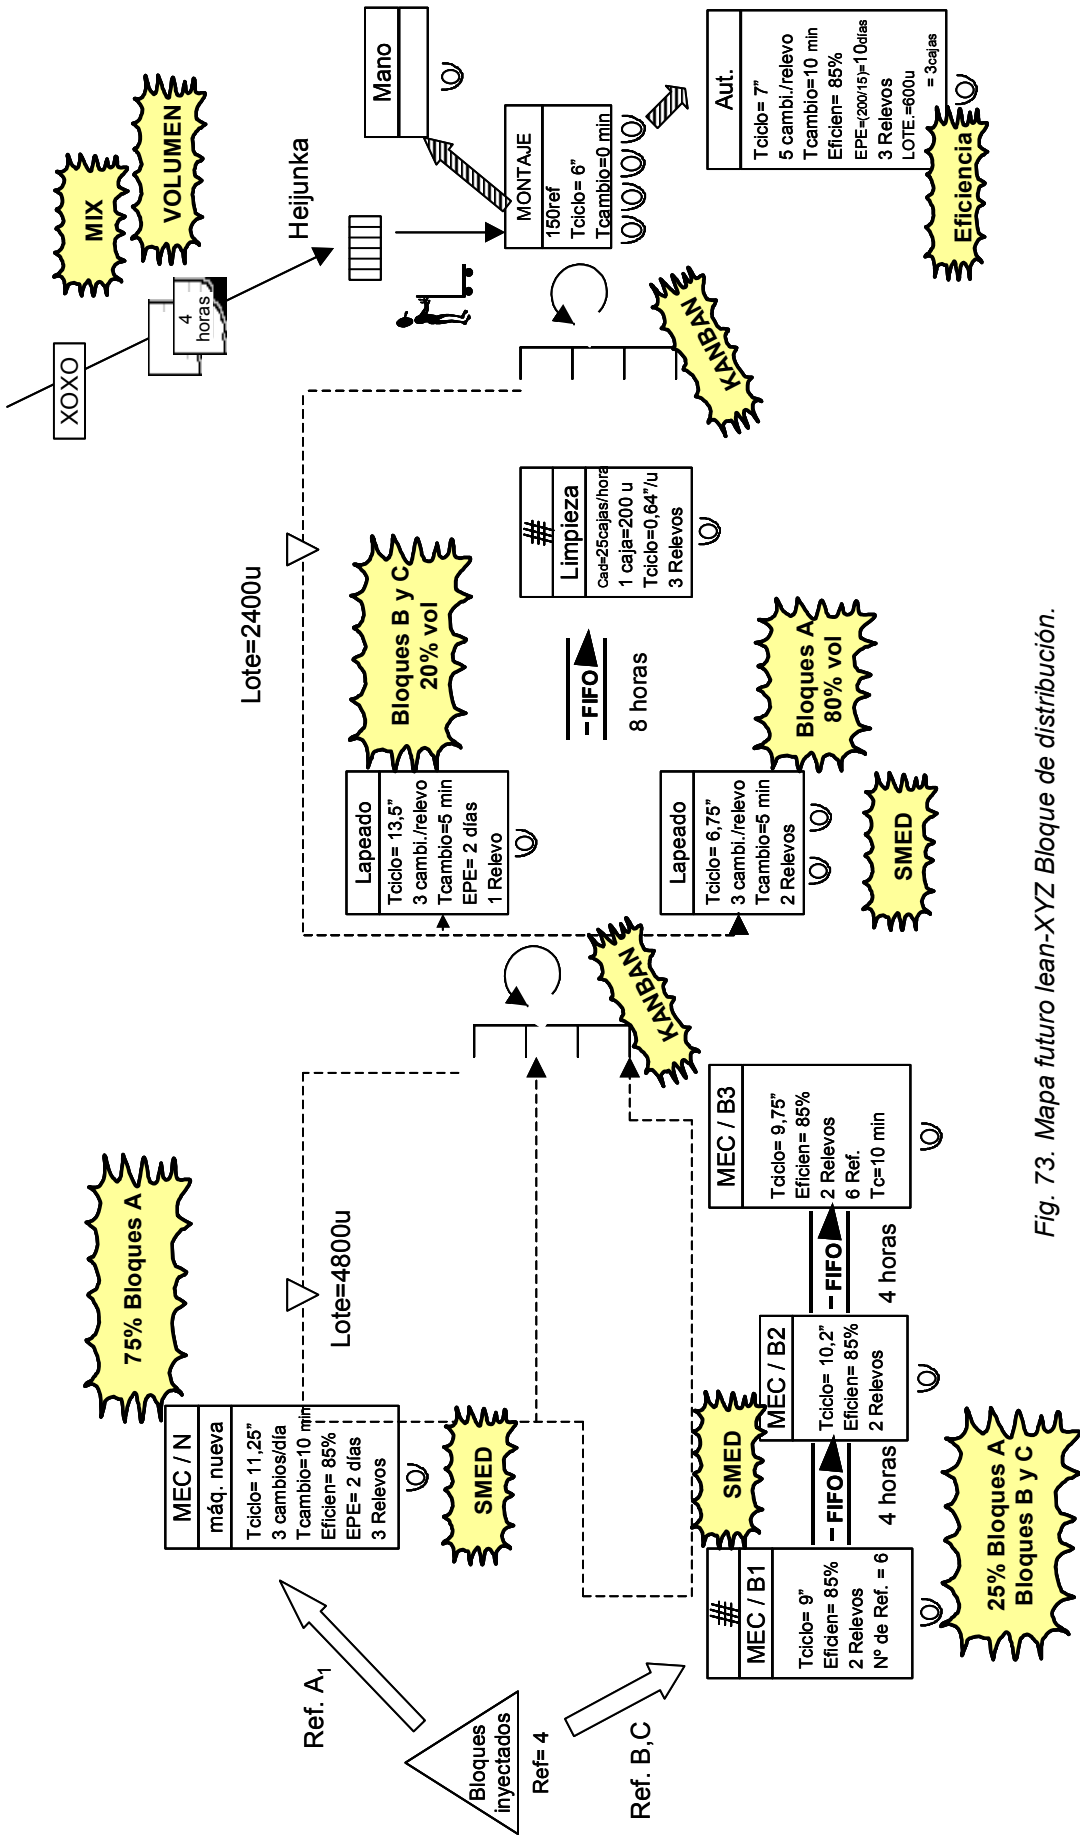 XOXO
4
horas
MIX
VOLUMEN
Heijunka
Mano
MONTAJE
150ref
Tciclo= 6”
Tcambio=0 min
Aut.
Tciclo= 7”
5 cambi./relevo
Tcambio=10 min
Eficien= 85%
EPE=(200/15)=10días
3 Relevos
LOTE.=600u
= 3cajas
Eficiencia
KANBAN
Lote=2400u
Bloques B y C
20% vol
Lapeado
Tciclo= 13,5”
3 cambi./relevo
Tcambio=5 min
EPE= 2 días
1 Relevo
FIFO
8 horas
Limpieza
Cad=25cajas/hora
1 caja=200 u
Tciclo=0,64”/u
3 Relevos
Lapeado
Tciclo= 6,75”
3 cambi./relevo
Tcambio=5 min
2 Relevos
Bloques A
80% vol
SMED
KANBAN
75% Bloques A
Lote=4800u
MEC / N
máq. nueva
Tciclo= 11,25”
3 cambios/día
Tcambio=10 min
Eficien= 85%
EPE= 2 días
3 Relevos
SMED
Ref. A1
Bloques
inyectados
Ref= 4
Ref. B,C
MEC / B1
Tciclo= 9”
Eficien= 85%
2 Relevos
Nº de Ref. = 6
FIFO
4 horas
SMED
MEC / B2
Tciclo= 10,2”
Eficien= 85%
2 Relevos
FIFO
4 horas
MEC / B3
Tciclo= 9,75”
Eficien= 85%
2 Relevos
6 Ref.
Tc=10 min
25% Bloques A
Bloques B y C
Fig. 73. Mapa futuro lean-XYZ Bloque de distribución.